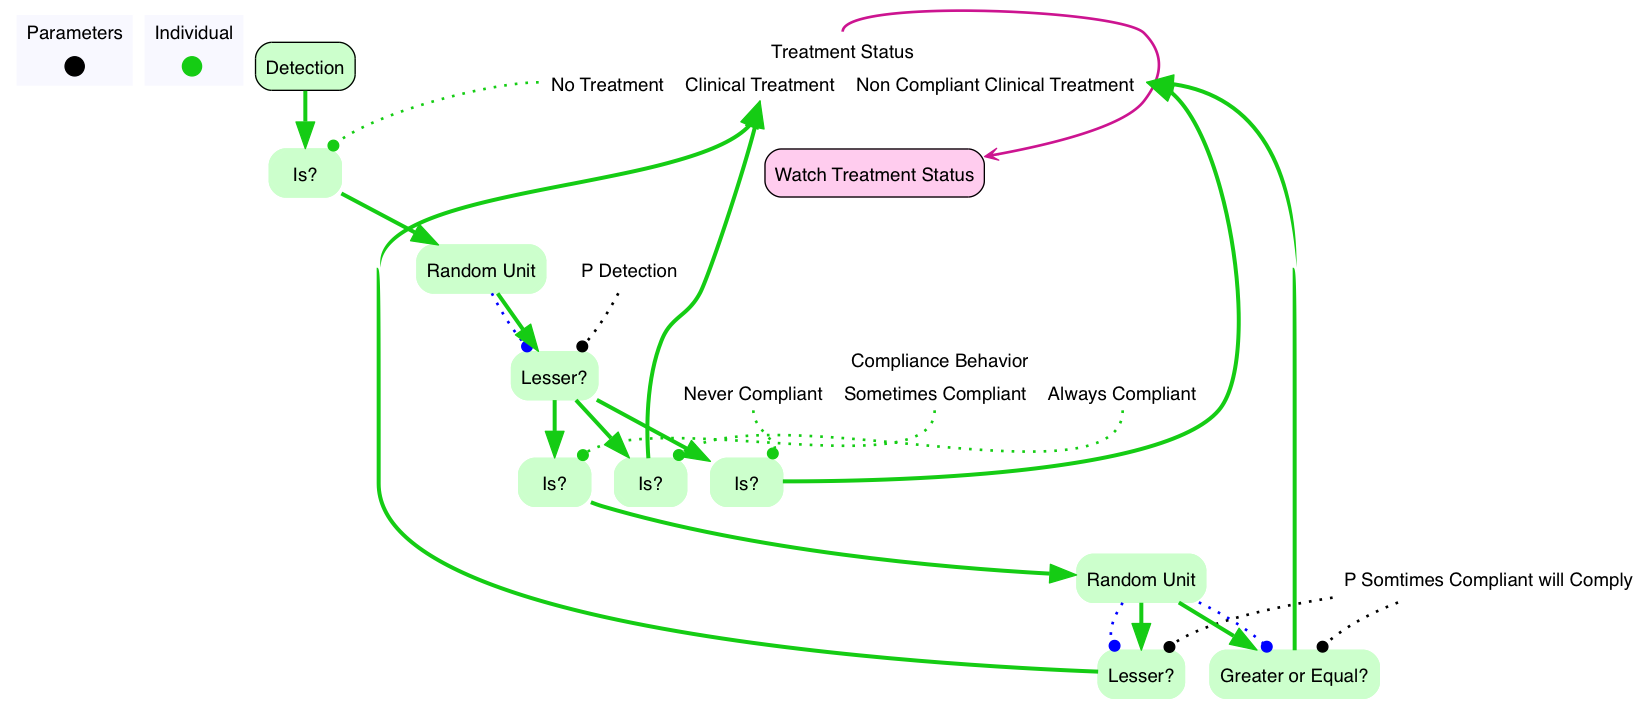 Parameters
Individual
Detection
Treatment Status
No Treatment
Clinical Treatment
Non Compliant Clinical Treatment
Is?
Watch Treatment Status
Random Unit
P Detection
Lesser?
Compliance Behavior
Never Compliant
Sometimes Compliant
Always Compliant
Is?
Is?
Is?
Random Unit
P Somtimes Compliant will Comply
Lesser?
Greater or Equal?